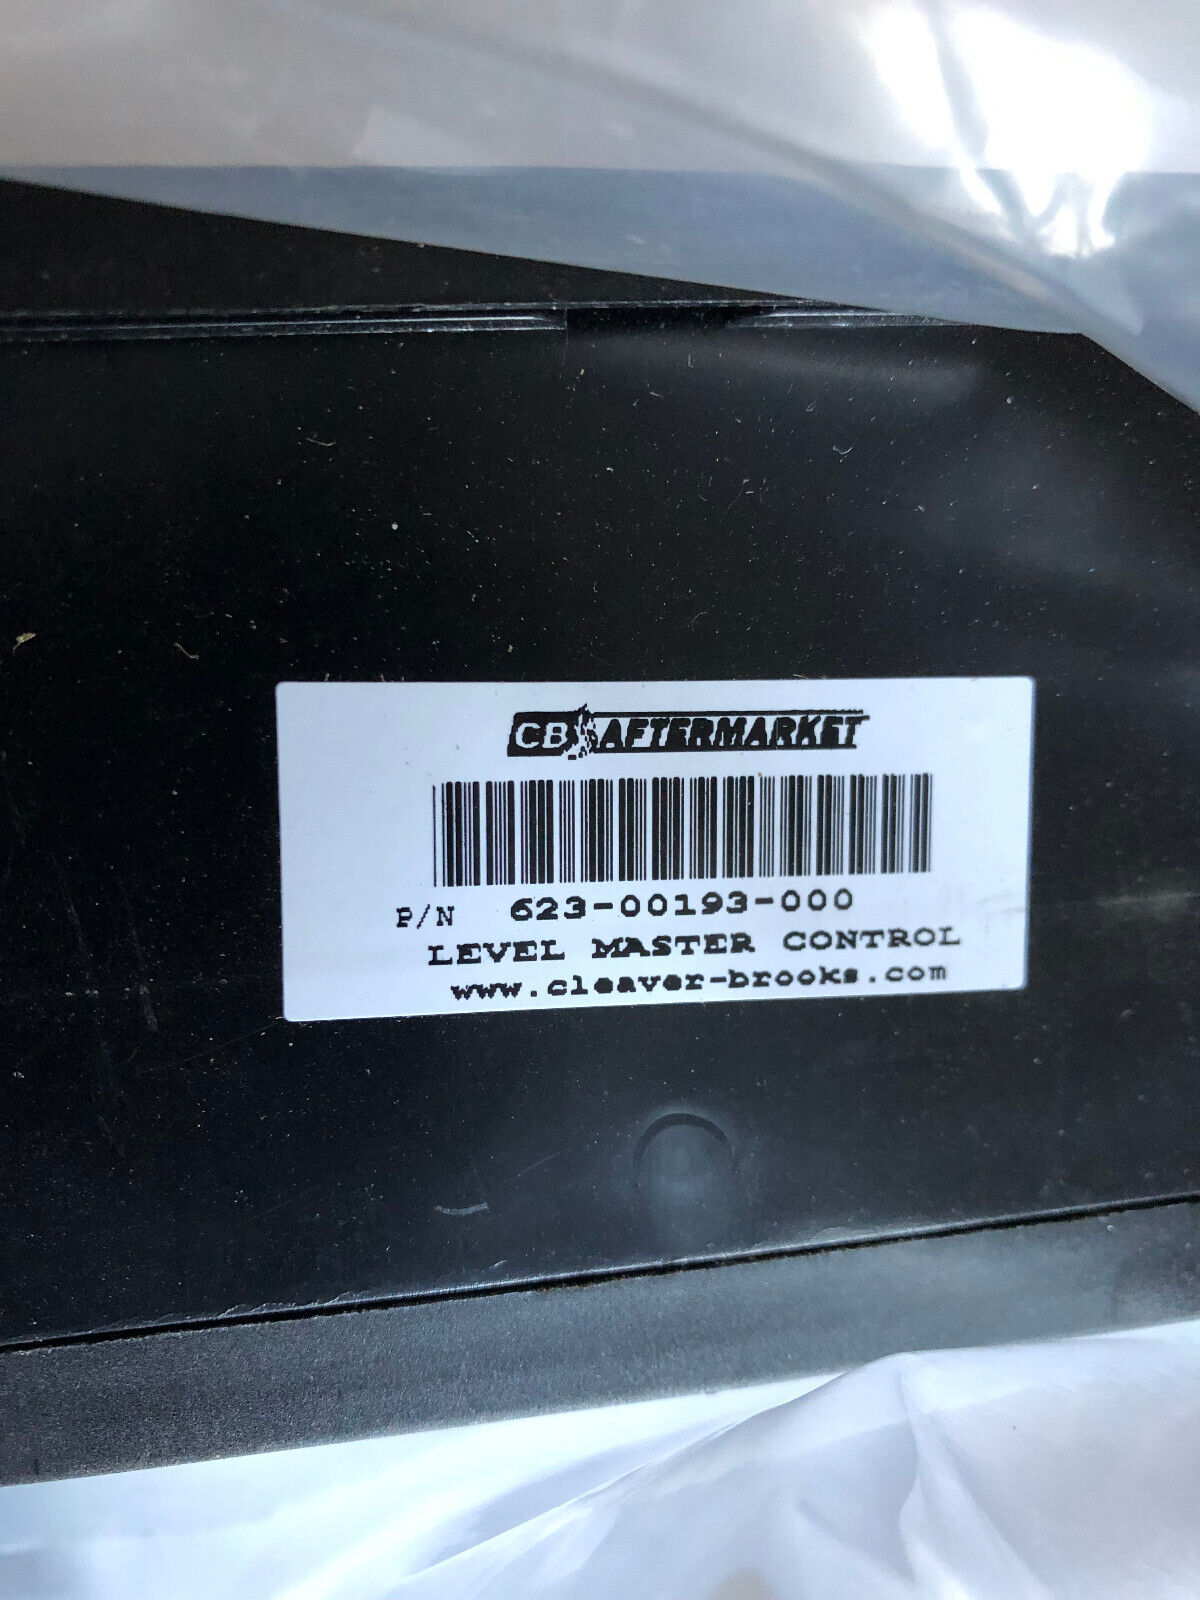 CB AFTERMARKET
P/N 623-00193-000
LEVEL MASTER CONTROL
www.cleaver-brooks.com